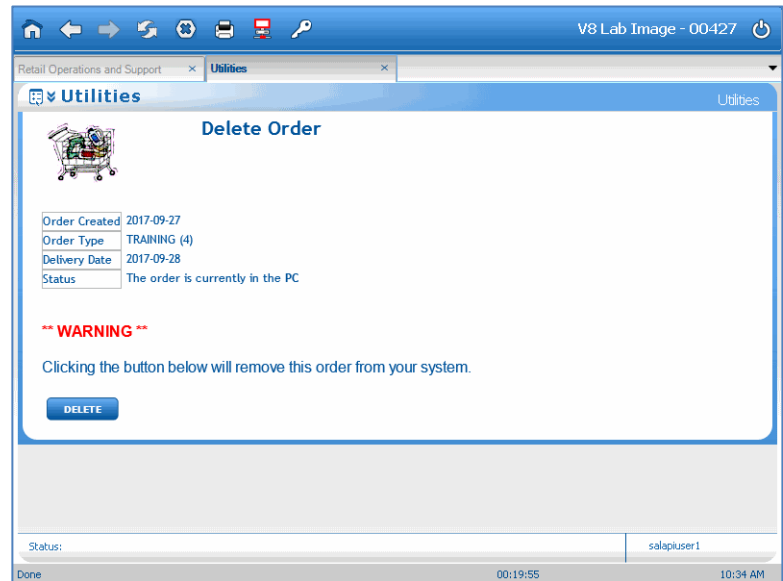 V8 Lab Image - 00427
Retail Operations and Support
Utilities
Utilities
Utilities
Delete Order
Order Created 2017-09-27
Order Type TRAINING (4)
Delivery Date 2017-09-28
Status The order is currently in the PC
** WARNING **
Clicking the button below will remove this order from your system.
DELETE
Status: salapiuser1
Done 00:19:55 10:34 AM